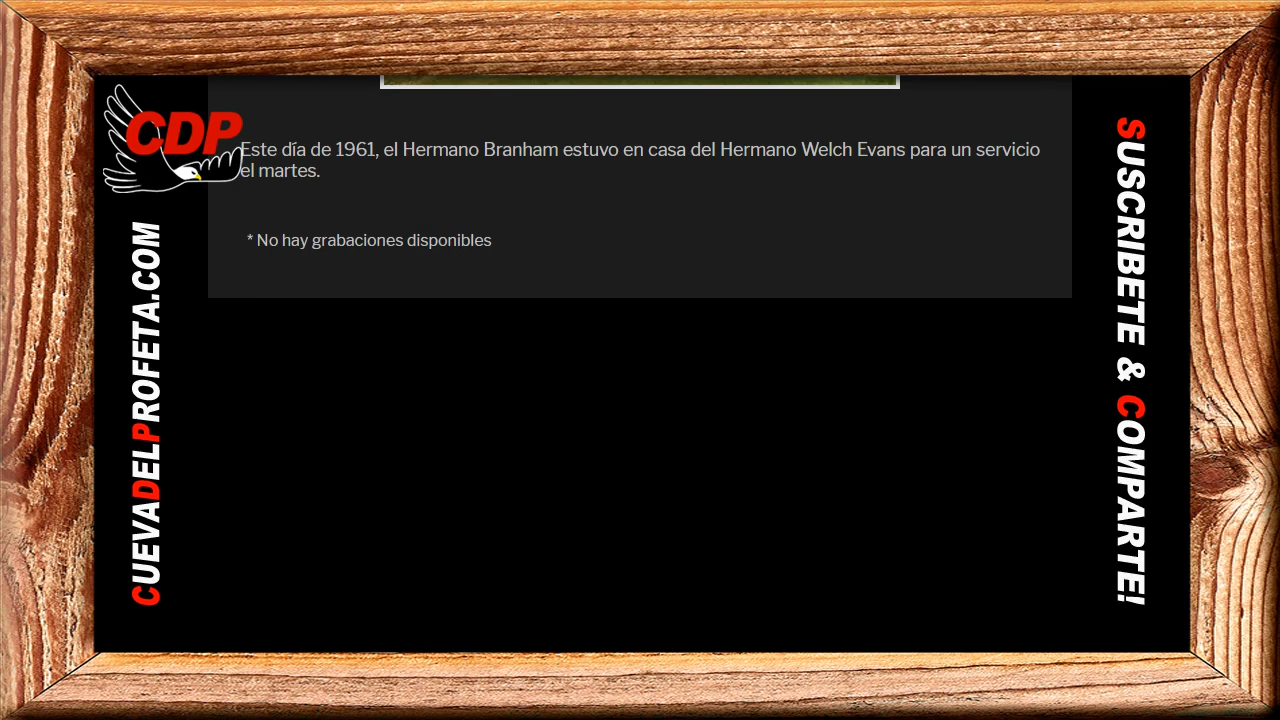 CDP
Este día de 1961, el Hermano Branham estuvo en casa del Hermano Welch Evans para un servicio
el martes.
* No hay grabaciones disponibles
CUEVADELPROFETA.COM
SUSCRIBETE & COMPARTE!